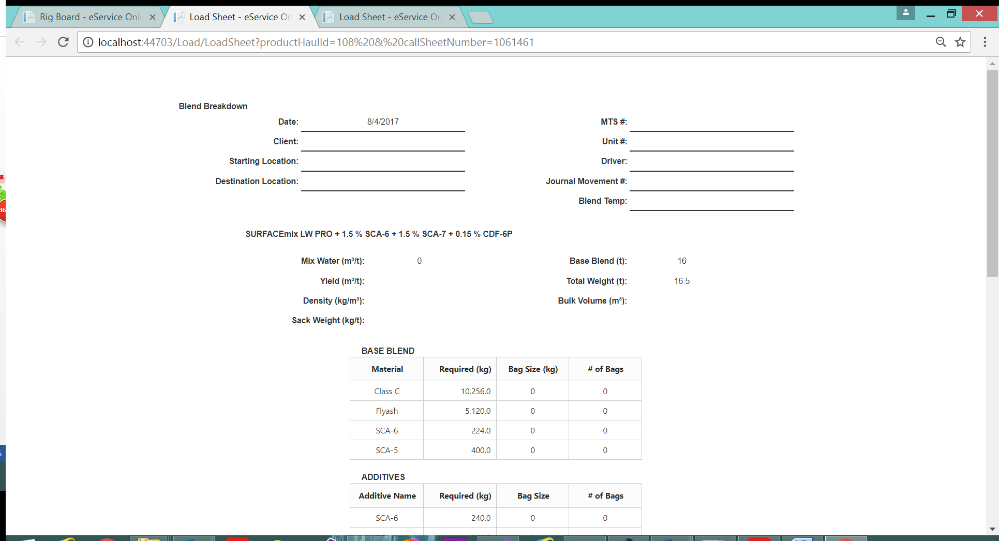 Rig Board - eService Onli
Load Sheet - eService On
Load Sheet - eService On
localhost:44703/Load/LoadSheet?productHaulId=108%20&%20callSheetNumber=1061461
Blend Breakdown
Date: 8/4/2017 MTS #:
Client: Unit #:
Starting Location: Driver:
Destination Location: Journal Movement #:
Blend Temp:
SURFACEmix LW PRO + 1.5 % SCA-6 + 1.5 % SCA-7 + 0.15 % CDF-6P
Mix Water (m³/t): 0 Base Blend (t): 16
Yield (m³/t): Total Weight (t): 16.5
Density (kg/m³): Bulk Volume (m³):
Sack Weight (kg/t):
BASE BLEND
Material Required (kg) Bag Size (kg) # of Bags
Class C 10,256.0 0 0
Flyash 5,120.0 0 0
SCA-6 224.0 0 0
SCA-5 400.0 0 0
ADDITIVES
Additive Name Required (kg) Bag Size # of Bags
SCA-6 240.0 0 0